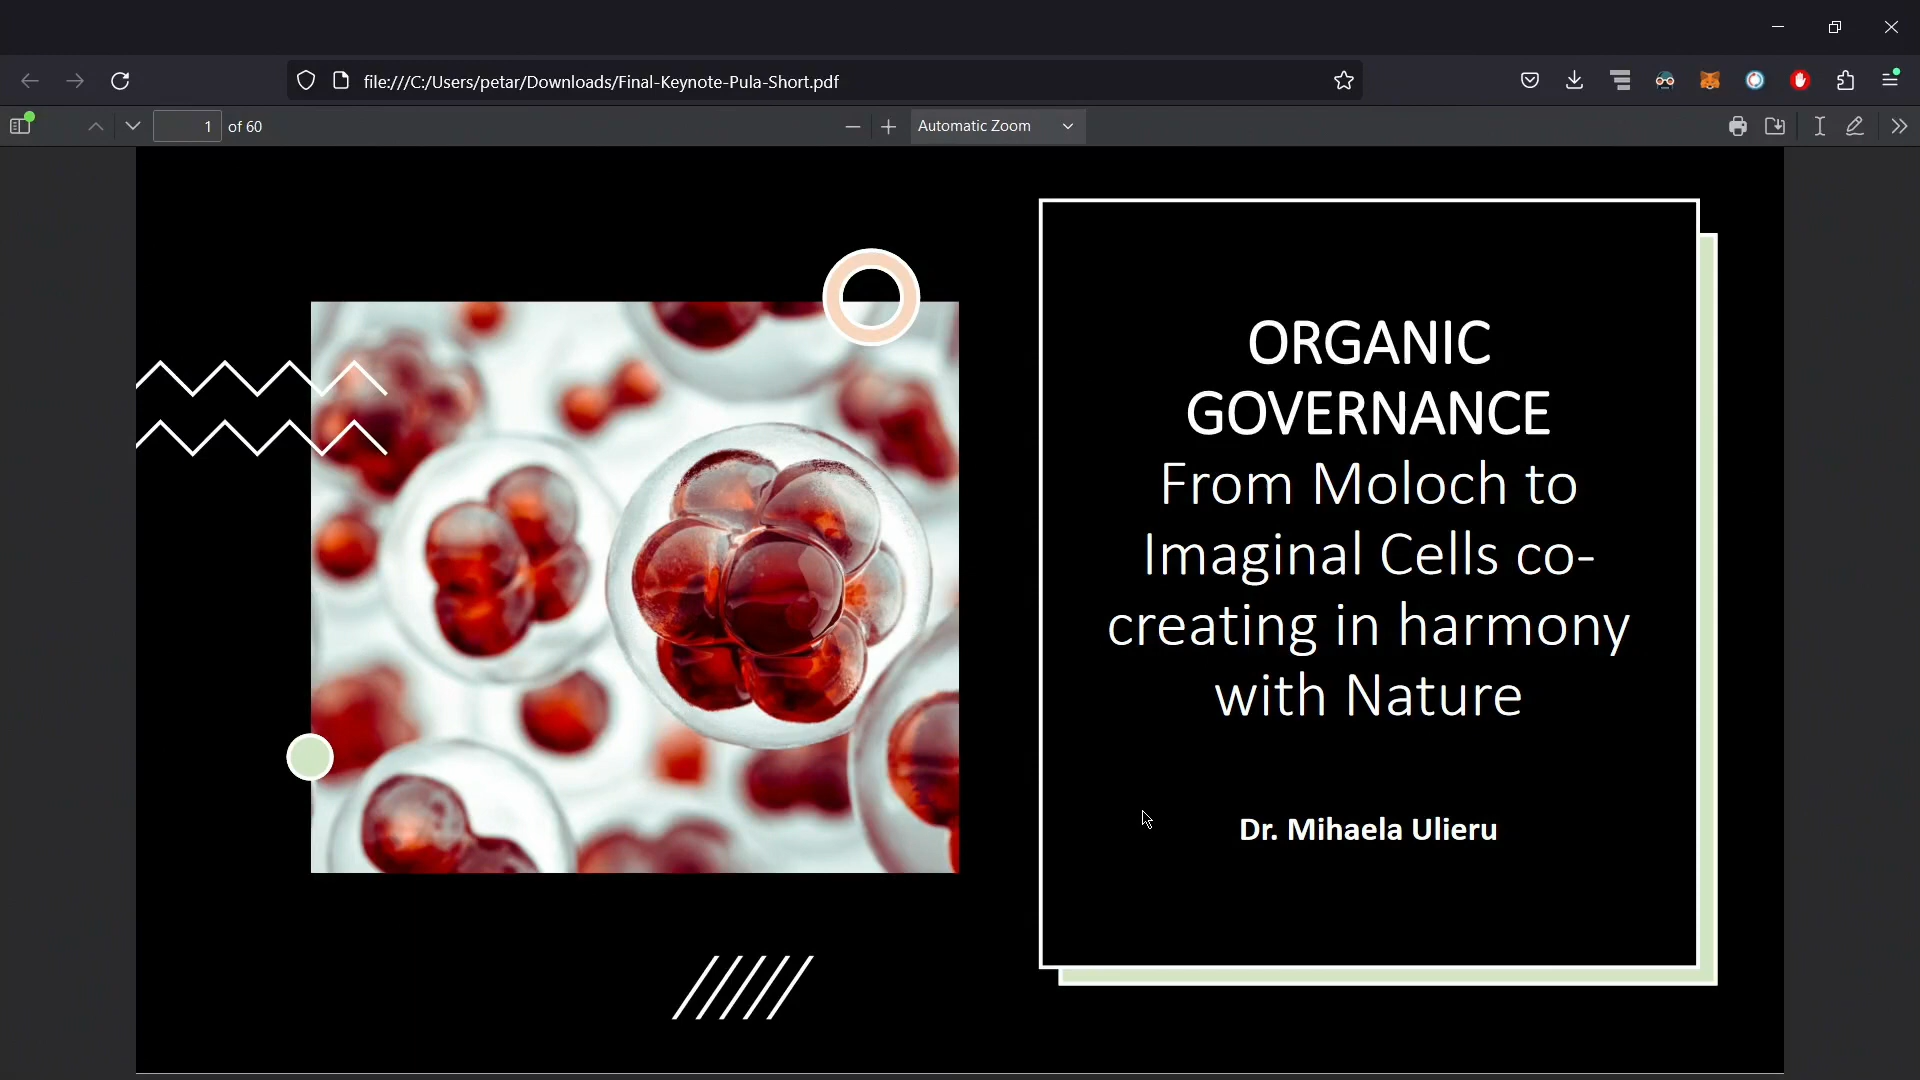 file:///C:/Users/petar/Downloads/Final-Keynote-Pula-Short.pdf
1 of 60
Automatic Zoom
ORGANIC
GOVERNANCE
From Moloch to
Imaginal Cells co-
creating in harmony
with Nature
Dr. Mihaela Ulieru